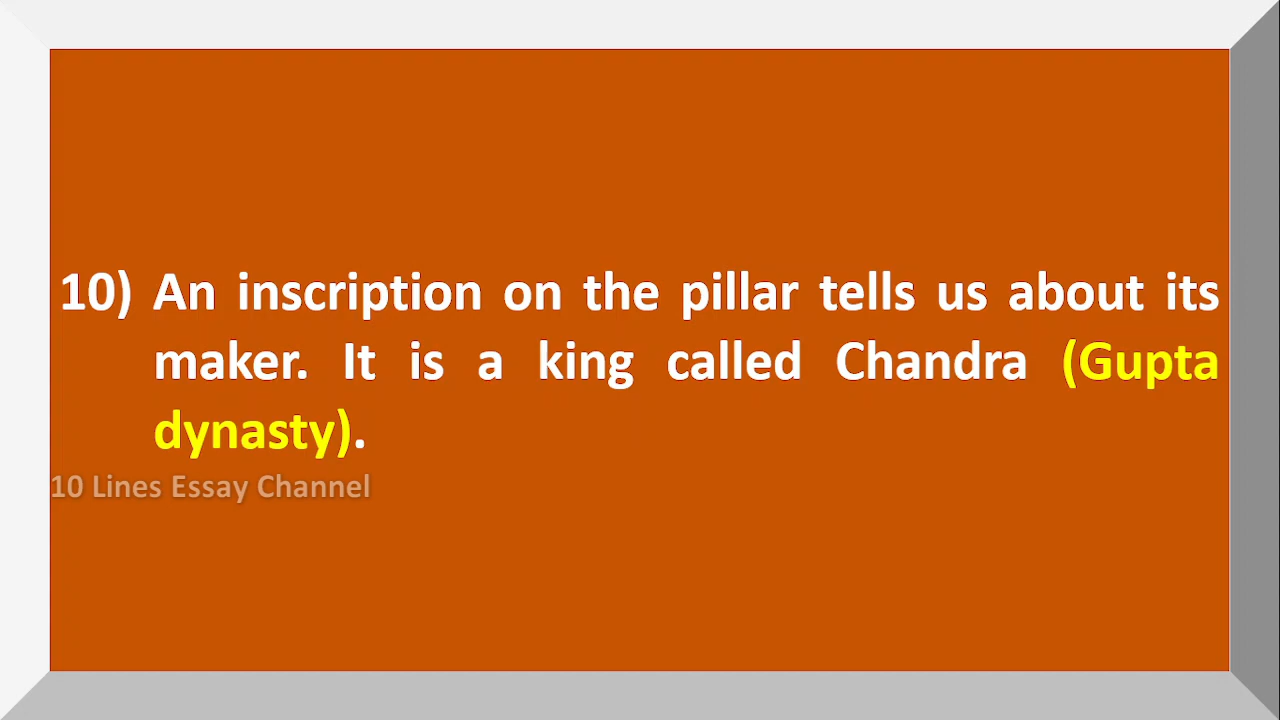 10) An inscription on the pillar tells us about its
maker. It is a king called Chandra (Gupta
dynasty).
10 Lines Essay Channel